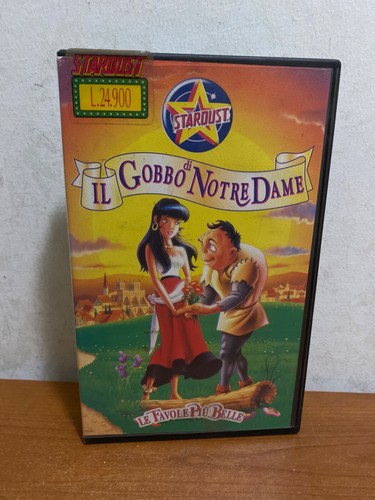 STARDUST
L.24.900
STARDUST
IL GOBBO di NOTRE DAME
LE FAVOLE PIÙ BELLE